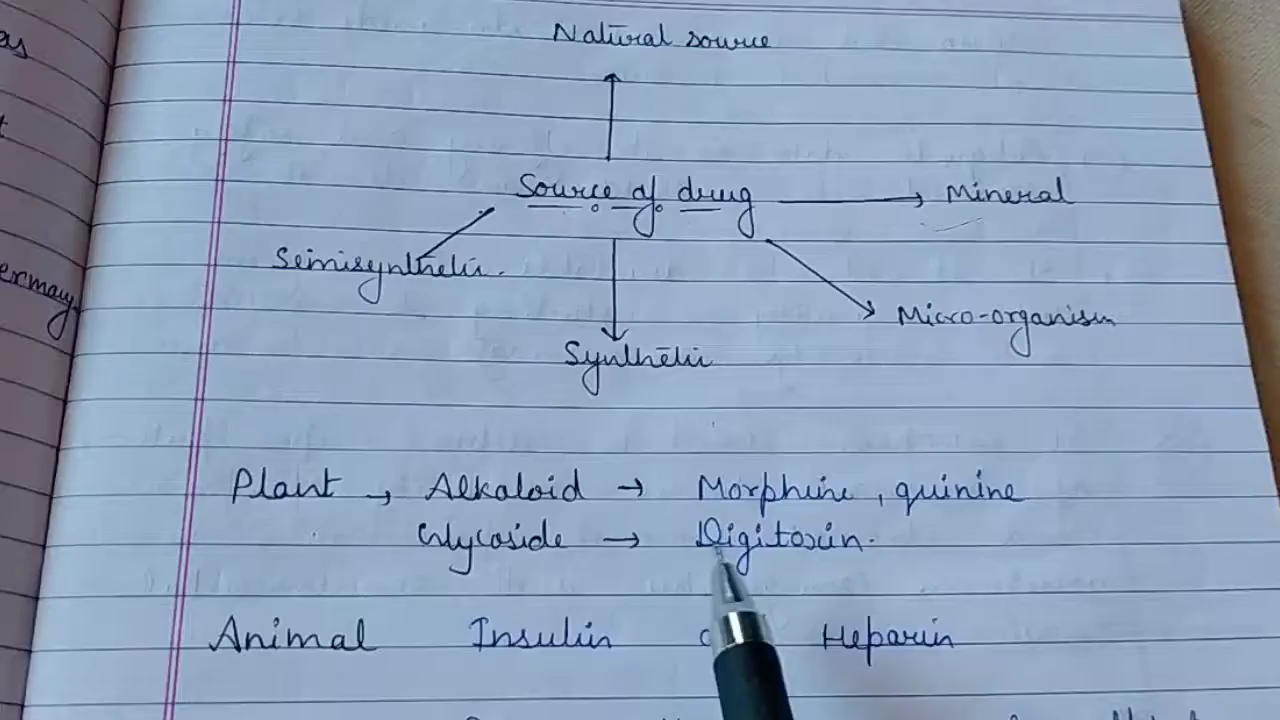 Natural source
Source of drug → Mineral
Semisynthetic.
Micro-organism
Synthetic
Plant → Alkaloid → Morphine, quinine
Glycoside → Digitoxin.
Animal Insulin Heparin
ermacy